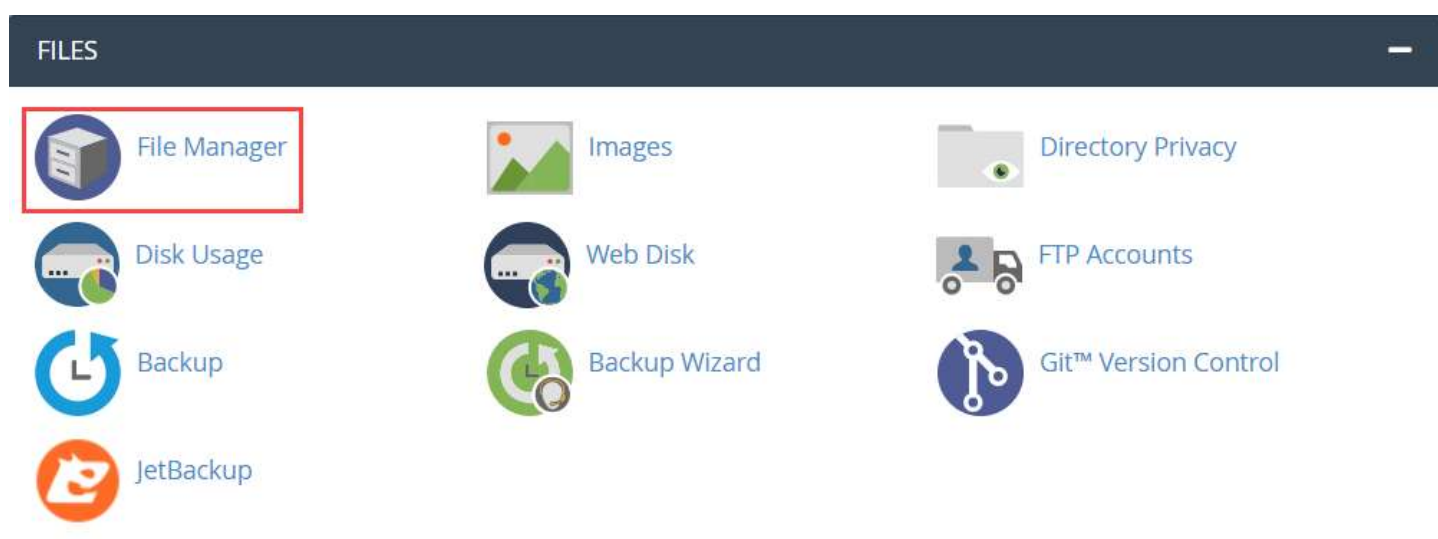 FILES
File Manager
Images
Directory Privacy
Disk Usage
Web Disk
FTP Accounts
Backup
Backup Wizard
Git™ Version Control
JetBackup